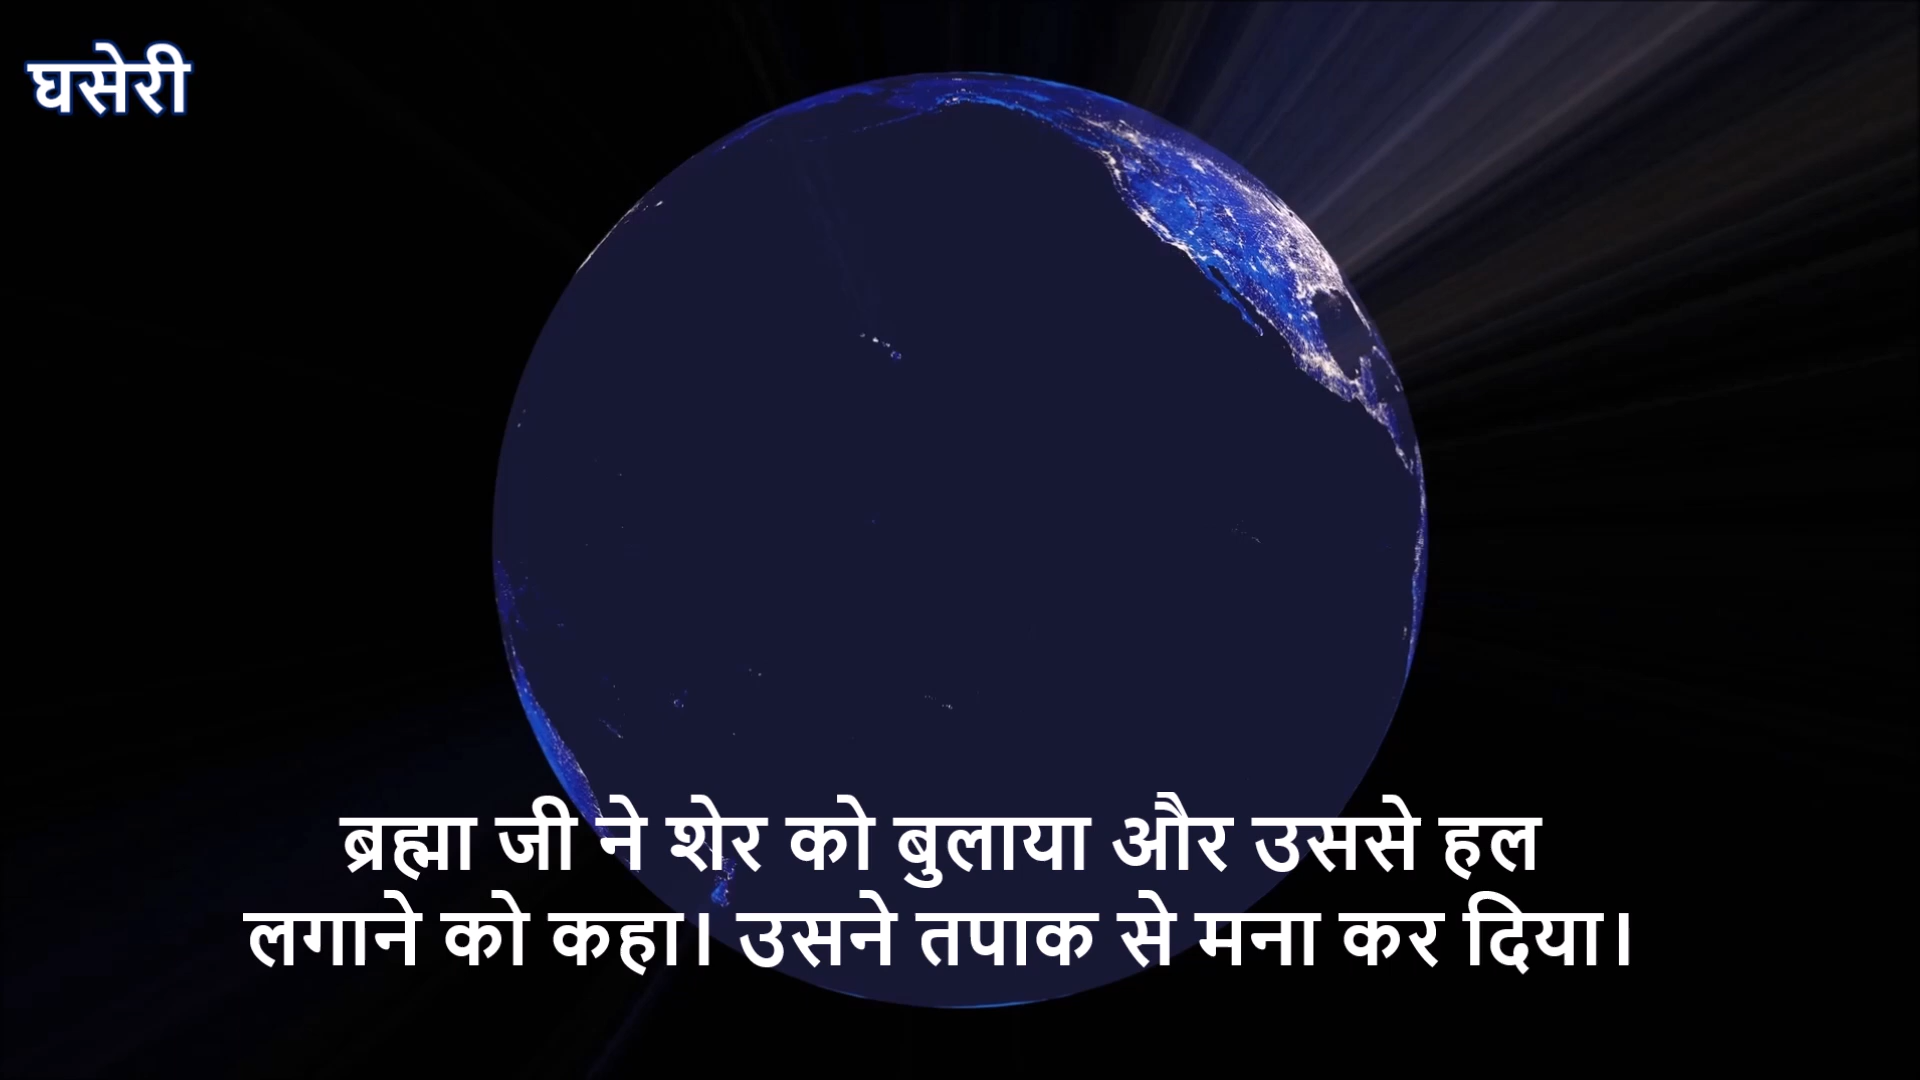 घसेरी
ब्रह्मा जी ने शेर को बुलाया और उससे हल
लगाने को कहा। उसने तपाक से मना कर दिया।